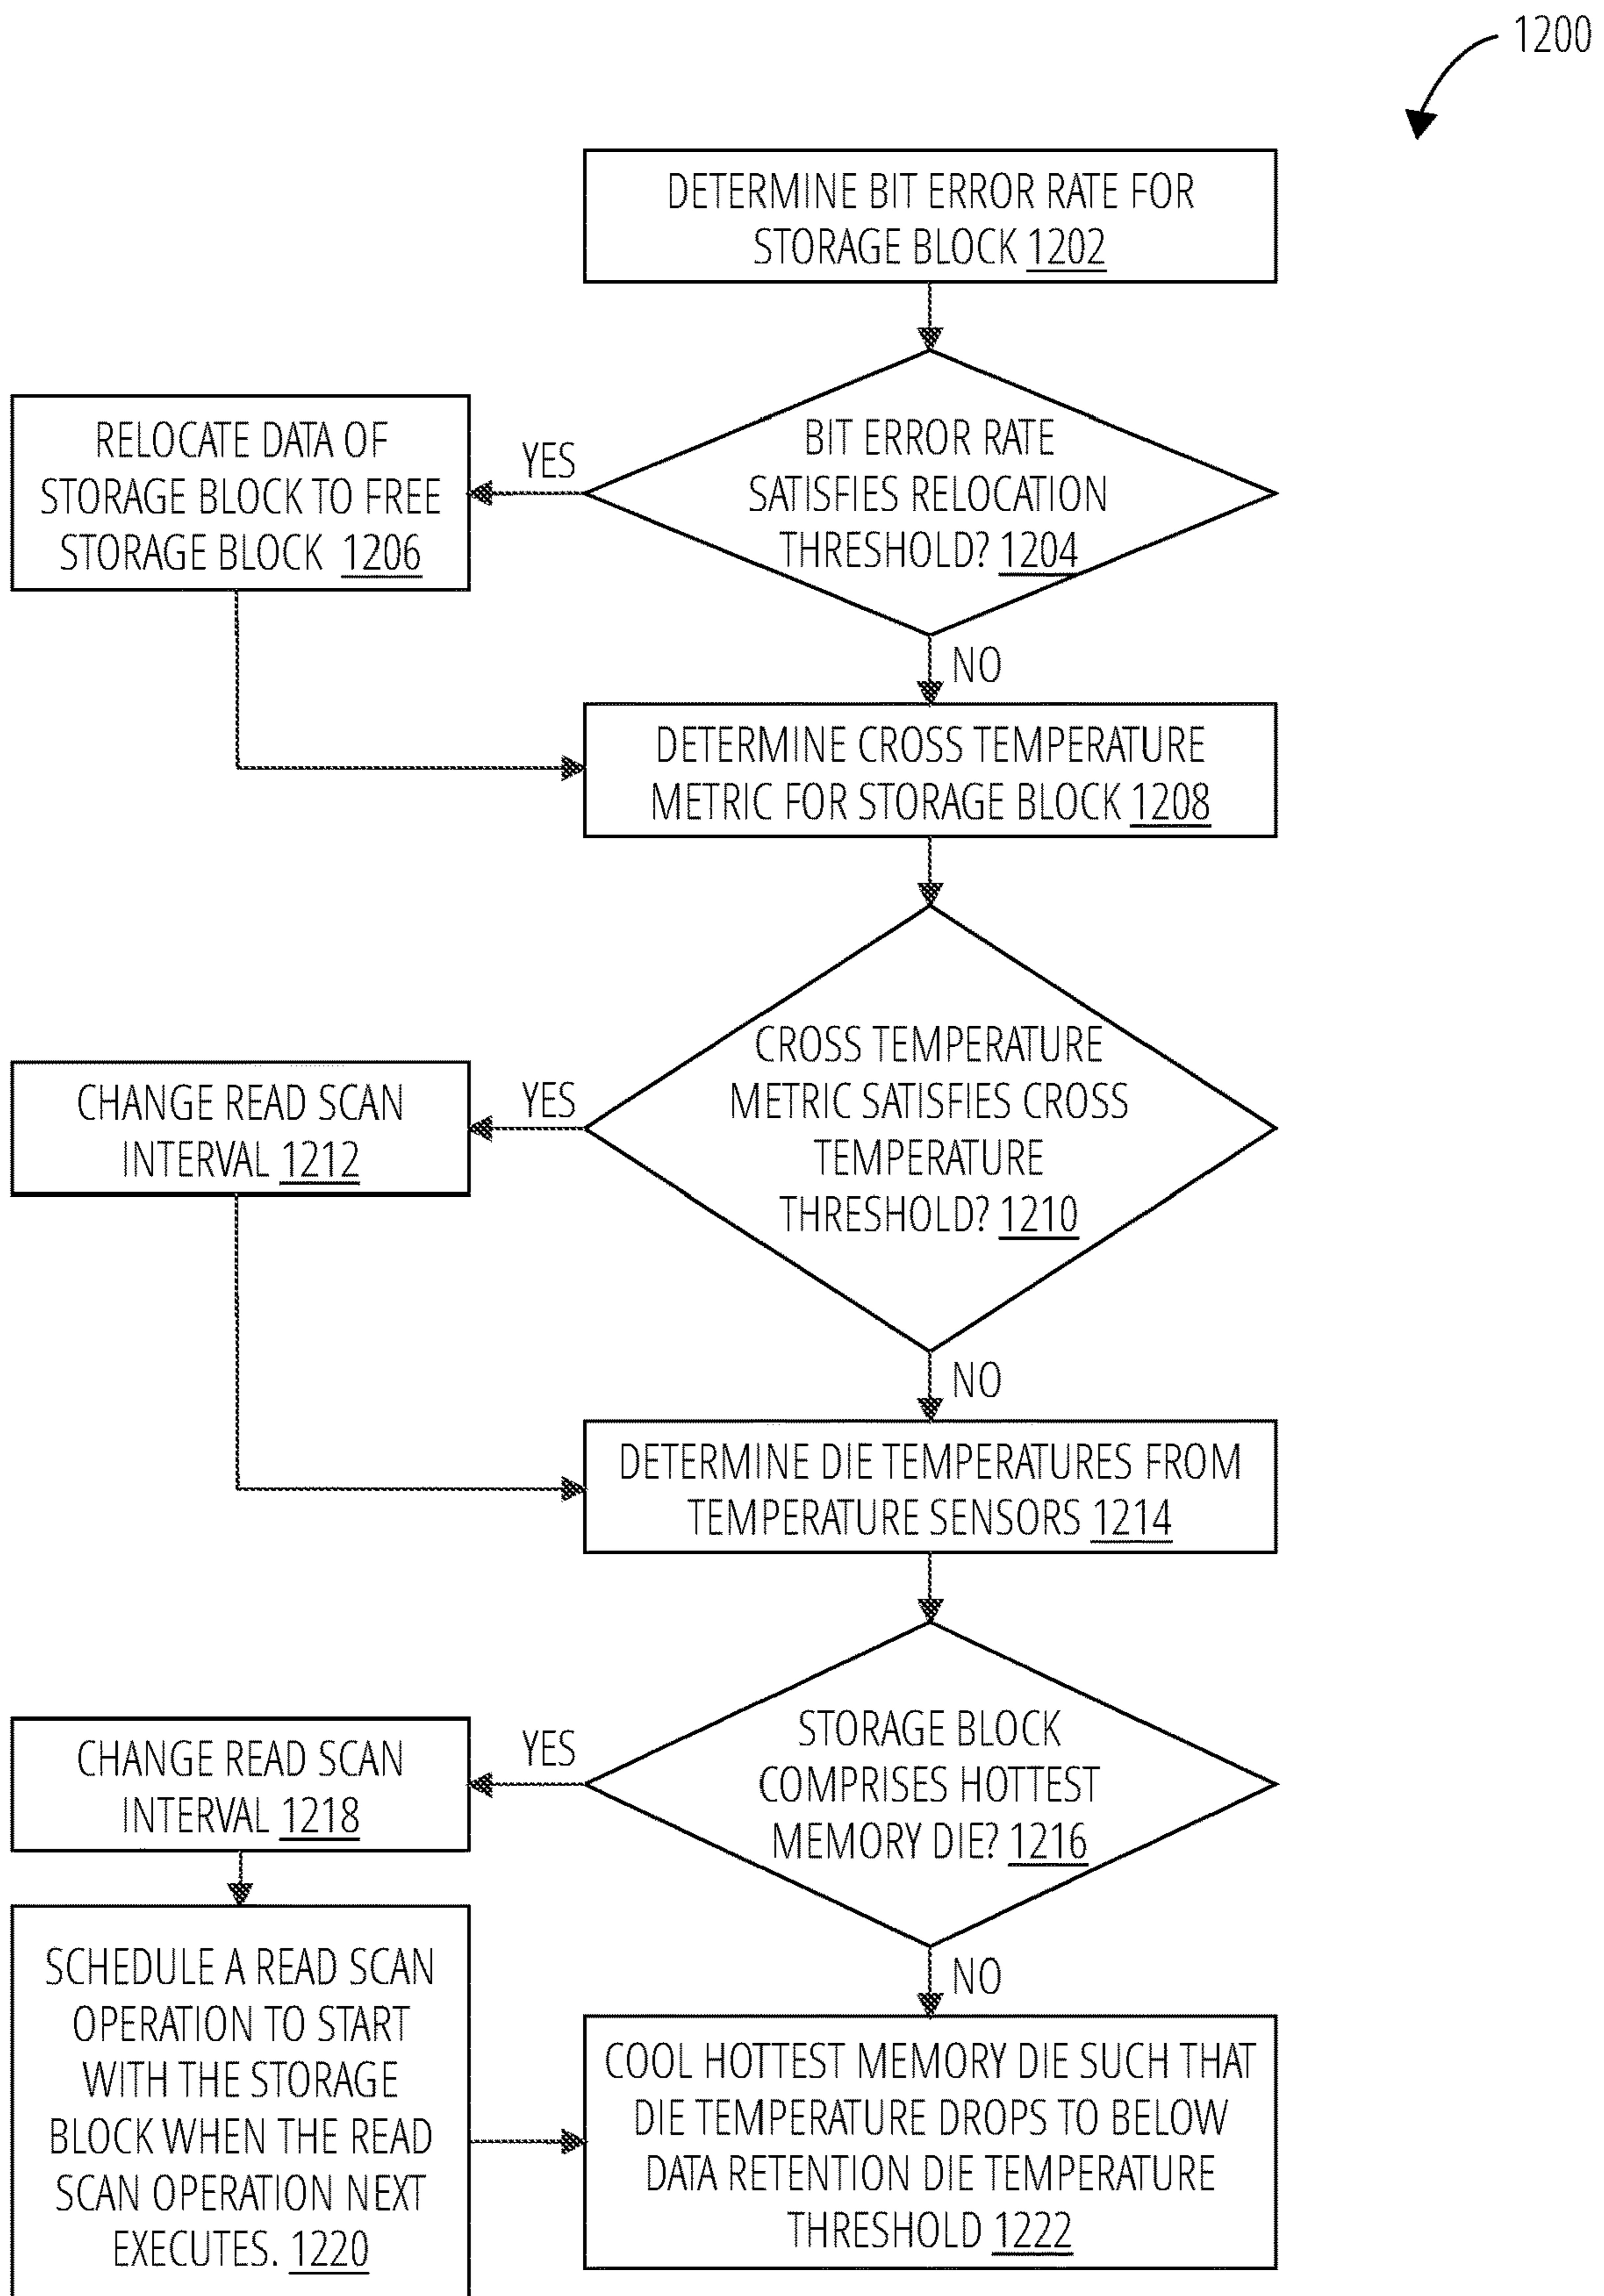 1200
DETERMINE BIT ERROR RATE FOR
STORAGE BLOCK 1202
BIT ERROR RATE
SATISFIES RELOCATION
THRESHOLD? 1204
YES
RELOCATE DATA OF
STORAGE BLOCK TO FREE
STORAGE BLOCK 1206
NO
DETERMINE CROSS TEMPERATURE
METRIC FOR STORAGE BLOCK 1208
CROSS TEMPERATURE
METRIC SATISFIES CROSS
TEMPERATURE
THRESHOLD? 1210
YES
CHANGE READ SCAN
INTERVAL 1212
NO
DETERMINE DIE TEMPERATURES FROM
TEMPERATURE SENSORS 1214
STORAGE BLOCK
COMPRISES HOTTEST
MEMORY DIE? 1216
YES
CHANGE READ SCAN
INTERVAL 1218
SCHEDULE A READ SCAN
OPERATION TO START
WITH THE STORAGE
BLOCK WHEN THE READ
SCAN OPERATION NEXT
EXECUTES. 1220
NO
COOL HOTTEST MEMORY DIE SUCH THAT
DIE TEMPERATURE DROPS TO BELOW
DATA RETENTION DIE TEMPERATURE
THRESHOLD 1222